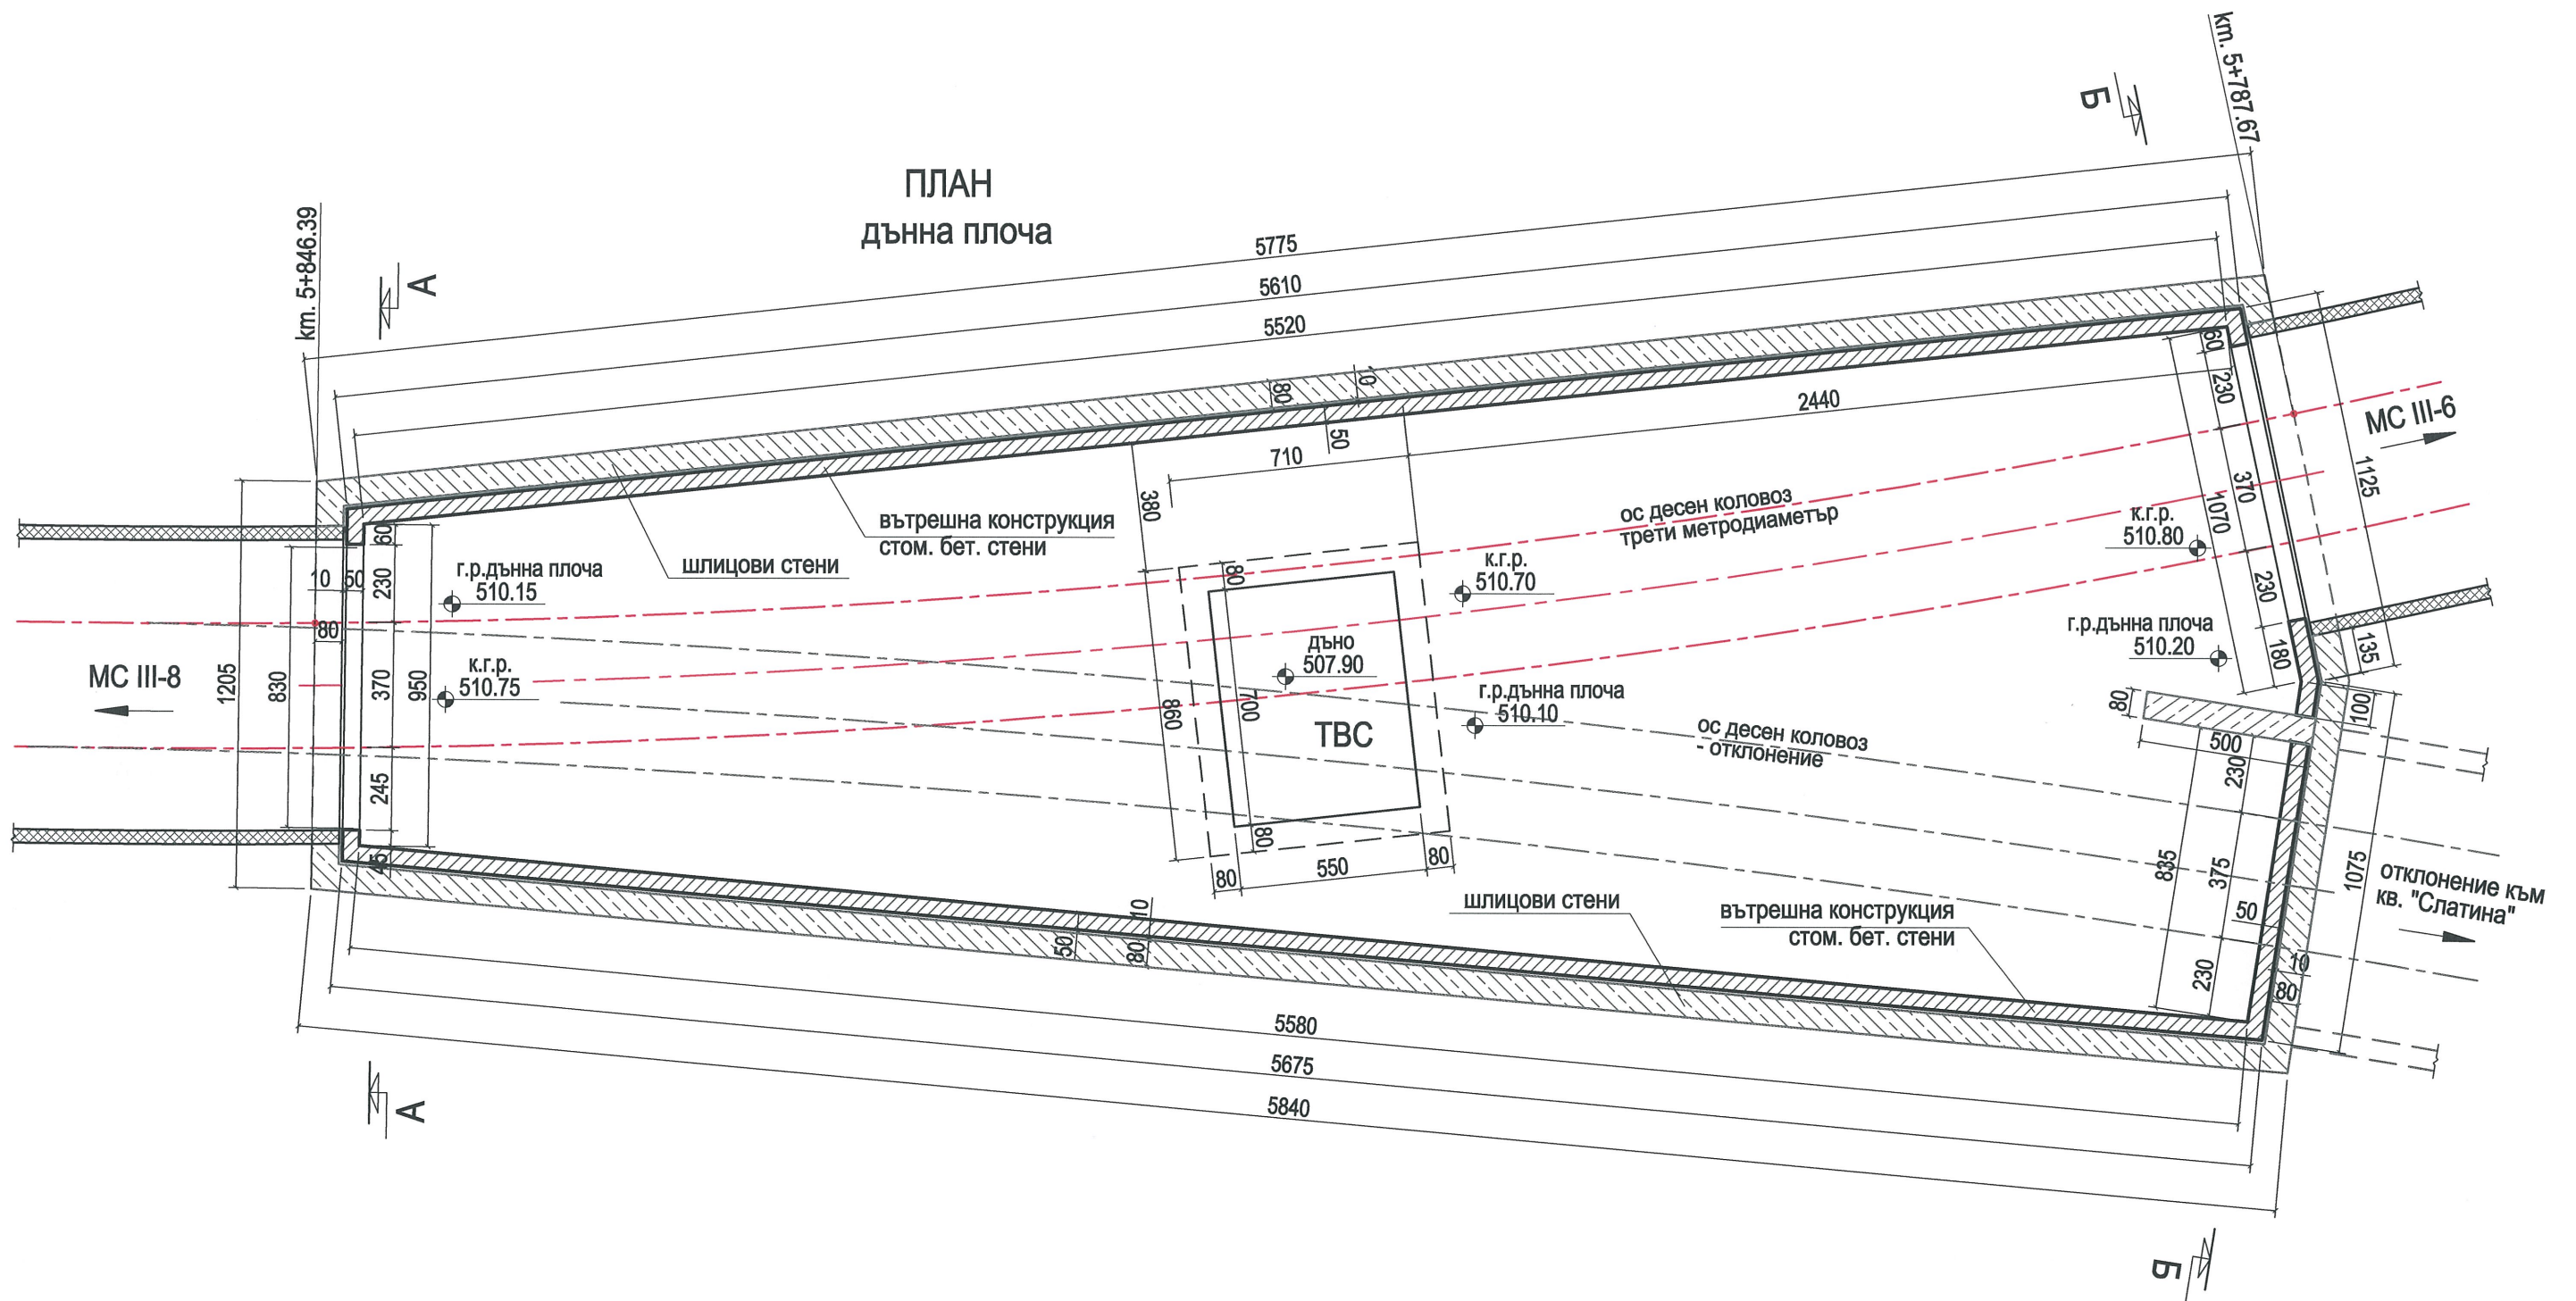 ПЛАН
дънна плоча
km. 5+846.39
km. 5+787.67
А
Б
5775
5610
5520
80
10
50
2440
710
380
60
230
370
1070
230
180
1125
135
100
МС III-6
МС III-8
1205
830
10
50
80
60
230
370
950
245
45
г.р.дънна плоча
510.15
к.г.р.
510.75
шлицови стени
вътрешна конструкция
стом. бет. стени
ос десен коловоз
трети метродиаметър
к.г.р.
510.70
к.г.р.
510.80
г.р.дънна плоча
510.20
г.р.дънна плоча
510.10
дъно
507.90
ТВС
80
700
860
80
80
550
80
ос десен коловоз
- отклонение
80
500
230
835
375
50
230
10
80
1075
отклонение към
кв. "Слатина"
шлицови стени
вътрешна конструкция
стом. бет. стени
50
10
80
5580
5675
5840
А
Б